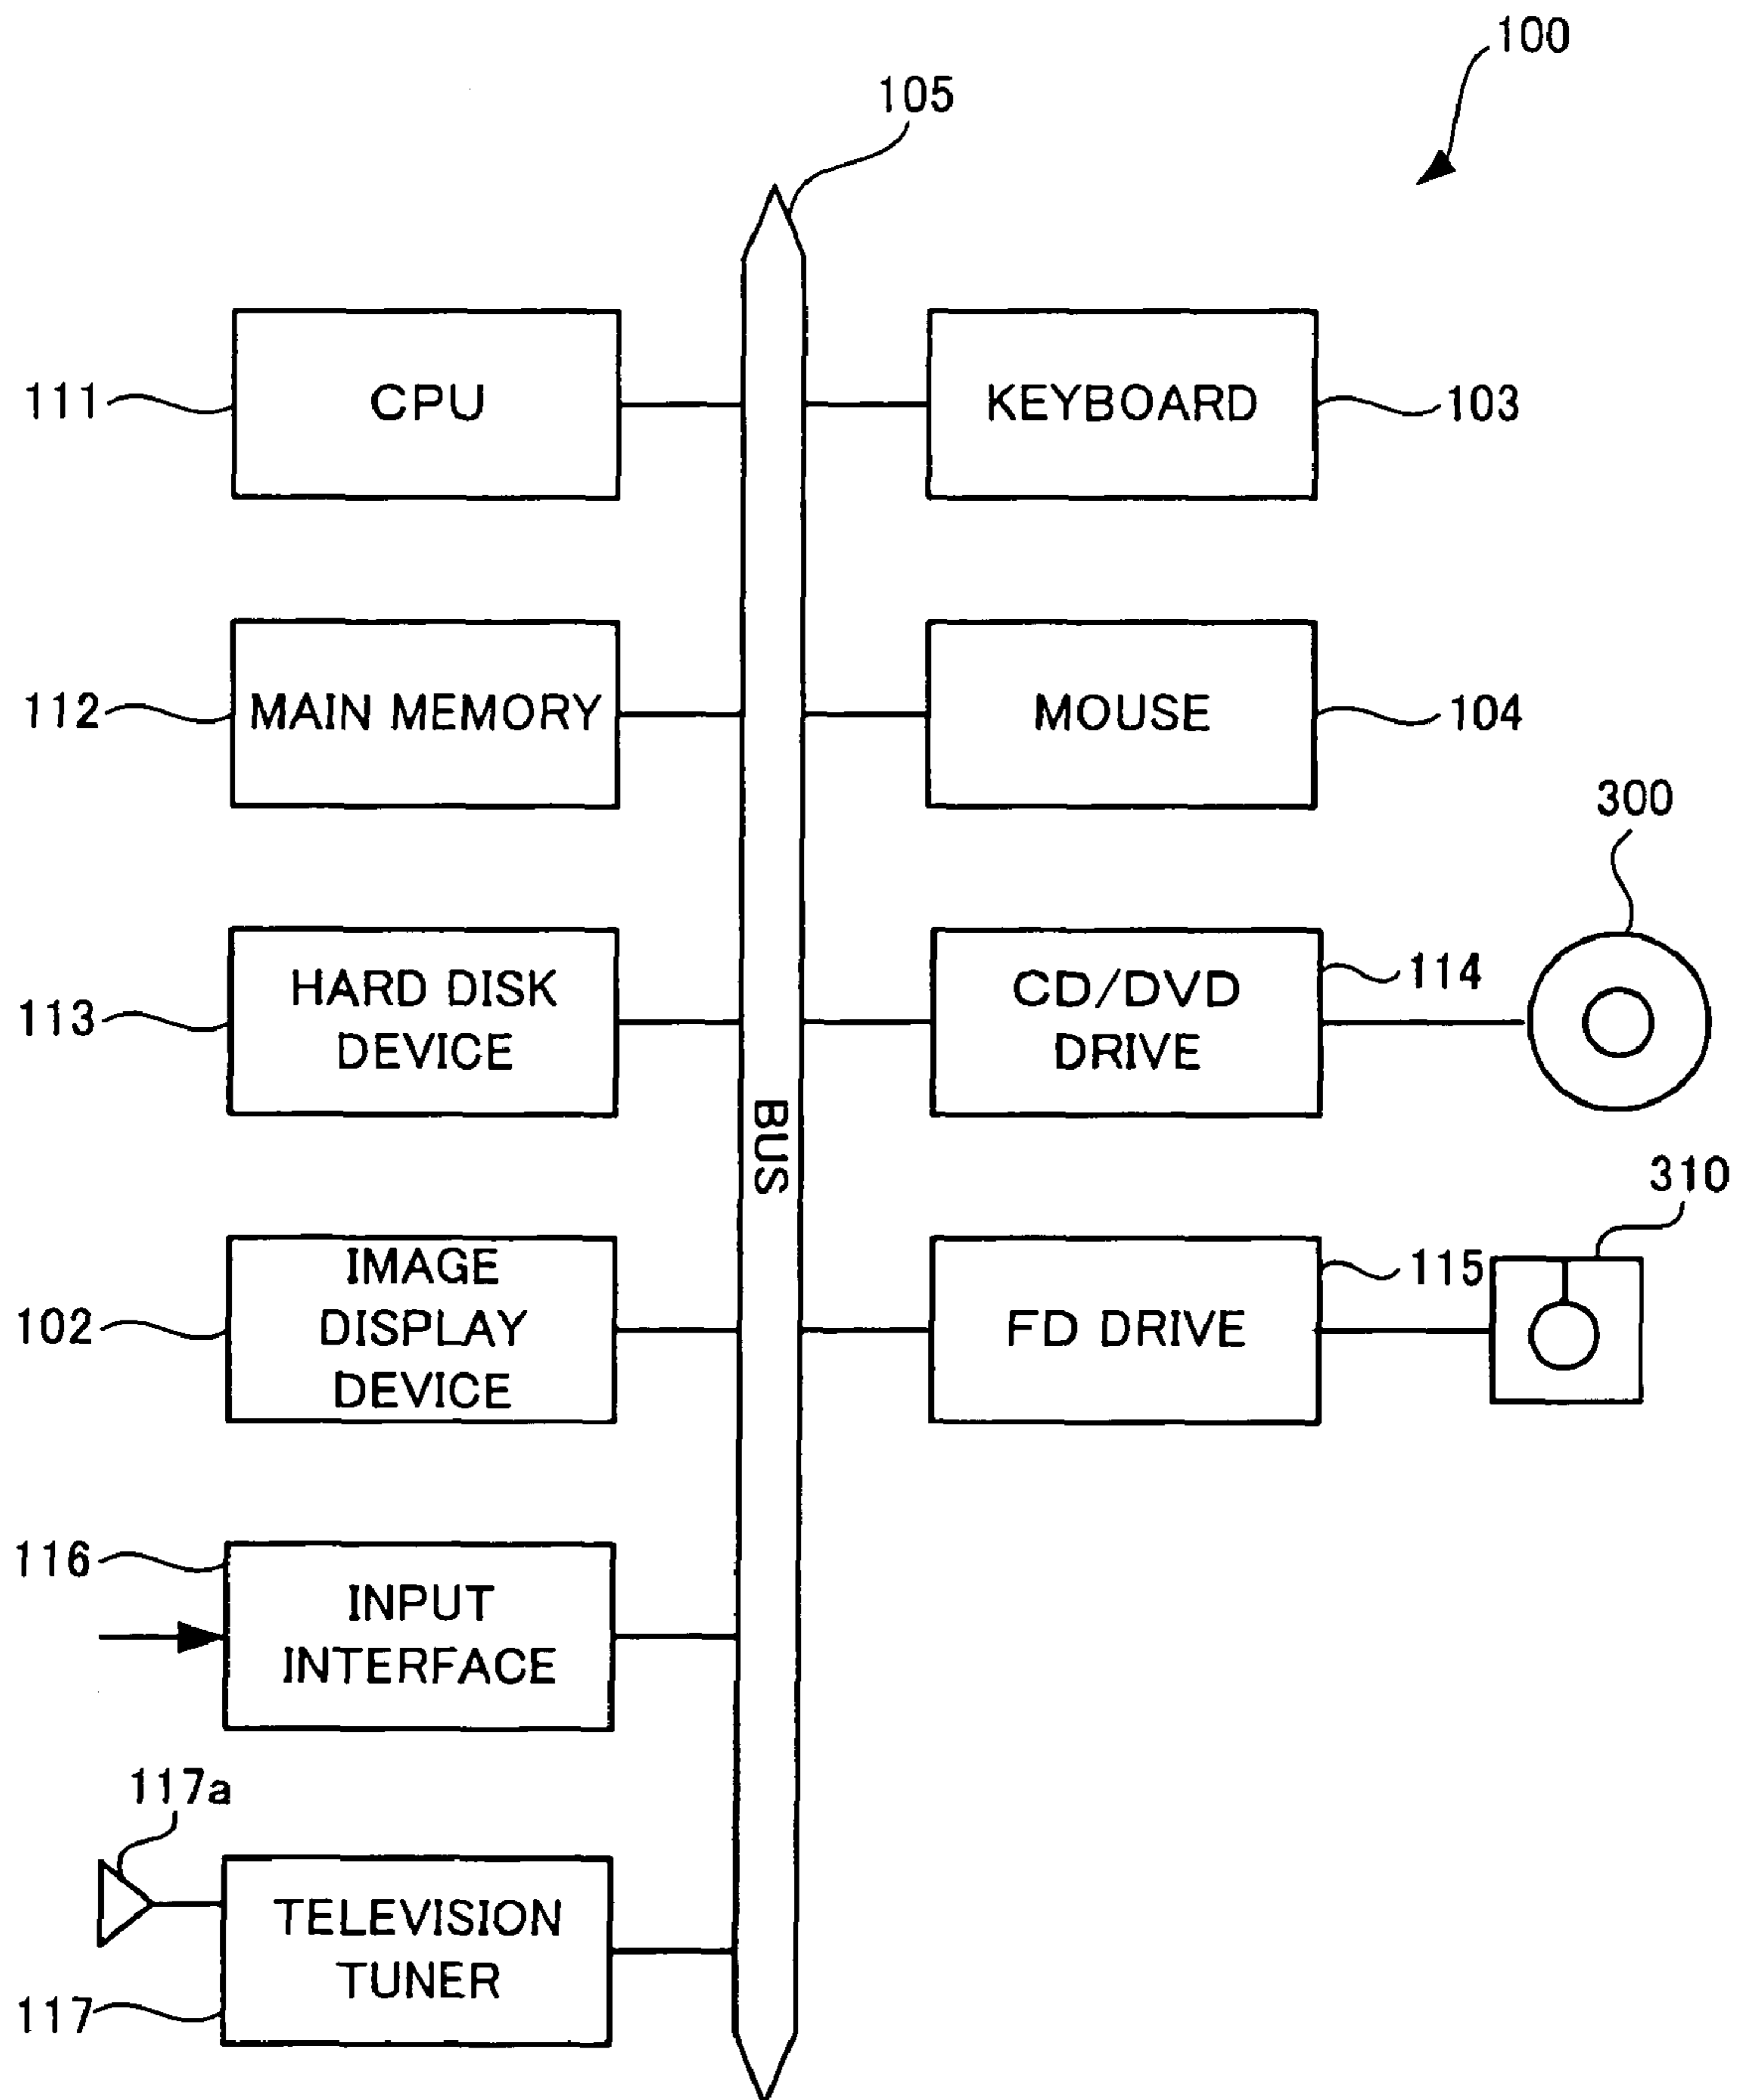 100
105
111
CPU
KEYBOARD
103
112
MAIN MEMORY
MOUSE
104
300
113
HARD DISK
DEVICE
CD/DVD
DRIVE
114
BUS
310
102
IMAGE
DISPLAY
DEVICE
FD DRIVE
115
116
INPUT
INTERFACE
117a
TELEVISION
TUNER
117